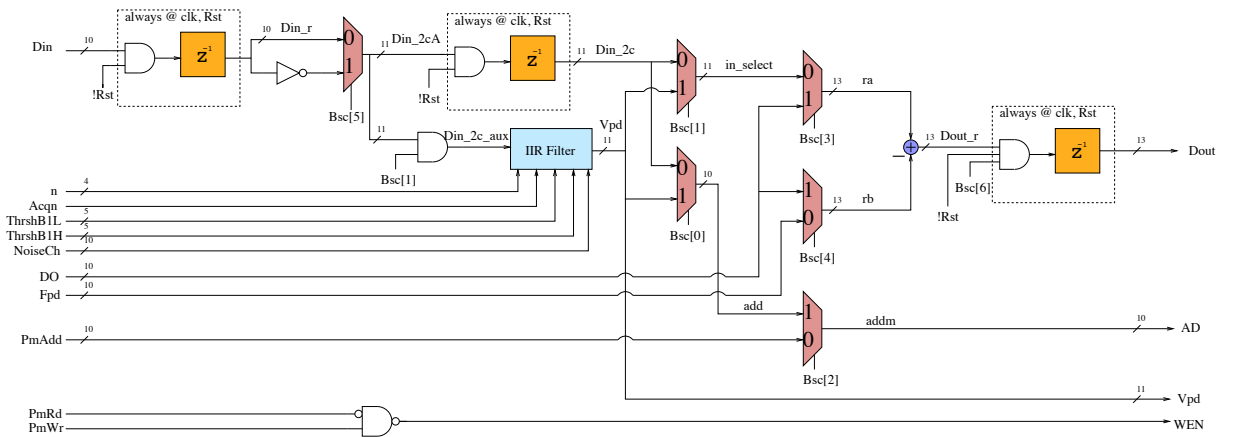 always @ clk, Rst
Din
10
!Rst
z-1
10
Din_r
0
1
Bsc[5]
11
Din_2cA
always @ clk, Rst
!Rst
z-1
11
Din_2c
0
1
Bsc[1]
11
in_select
0
1
Bsc[3]
13
ra
11
Bsc[1]
Din_2c_aux
IIR Filter
Vpd
11
0
1
Bsc[0]
10
1
0
Bsc[4]
13
rb
+
13
Dout_r
always @ clk, Rst
!Rst
Bsc[6]
z-1
13
Dout
n
4
Acqn
ThrshB1L
5
ThrshB1H
5
NoiseCh
10
DO
10
Fpd
10
add
1
0
Bsc[2]
addm
10
AD
PmAdd
10
11
Vpd
PmRd
PmWr
WEN